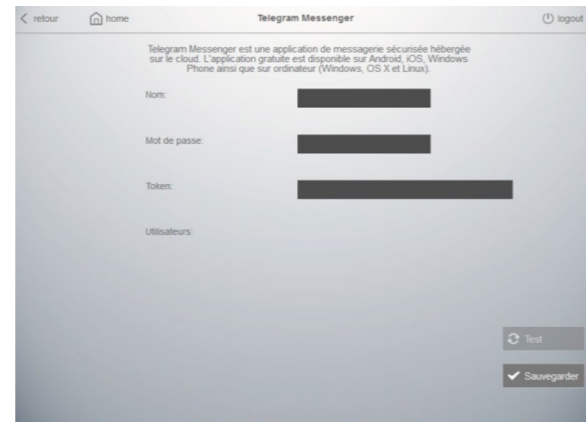 retour home Telegram Messenger logout
Telegram Messenger est une application de messagerie sécurisée hébergée
sur le cloud. L'application gratuite est disponible sur Android, iOS, Windows
Phone ainsi que sur ordinateur (Windows, OS X et Linux).
Nom:
Mot de passe:
Token:
Utilisateurs:
Test
Sauvegarder